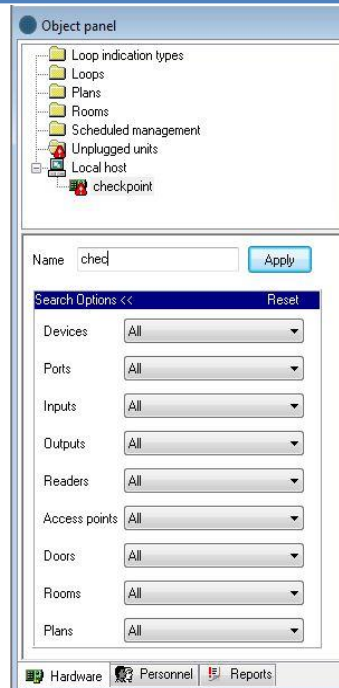 Object panel
Loop indication types
Loops
Plans
Rooms
Scheduled management
Unplugged units
Local host
checkpoint
Name chec Apply
Search Options << Reset
Devices All
Ports All
Inputs All
Outputs All
Readers All
Access points All
Doors All
Rooms All
Plans All
Hardware Personnel Reports